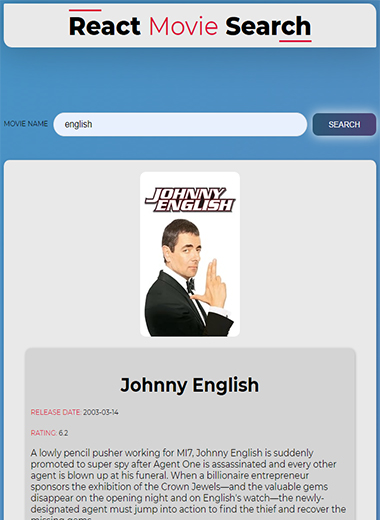 React Movie Search
MOVIE NAME
english
SEARCH
JOHNNY
ENGLISH
Johnny English
RELEASE DATE: 2003-03-14
RATING: 6.2
A lowly pencil pusher working for MI7, Johnny English is suddenly
promoted to super spy after Agent One is assassinated and every other
agent is blown up at his funeral. When a billionaire entrepreneur
sponsors the exhibition of the Crown Jewels—and the valuable gems
disappear on the opening night and on English's watch—the newly-
designated agent must jump into action to find the thief and recover the
missing gems.